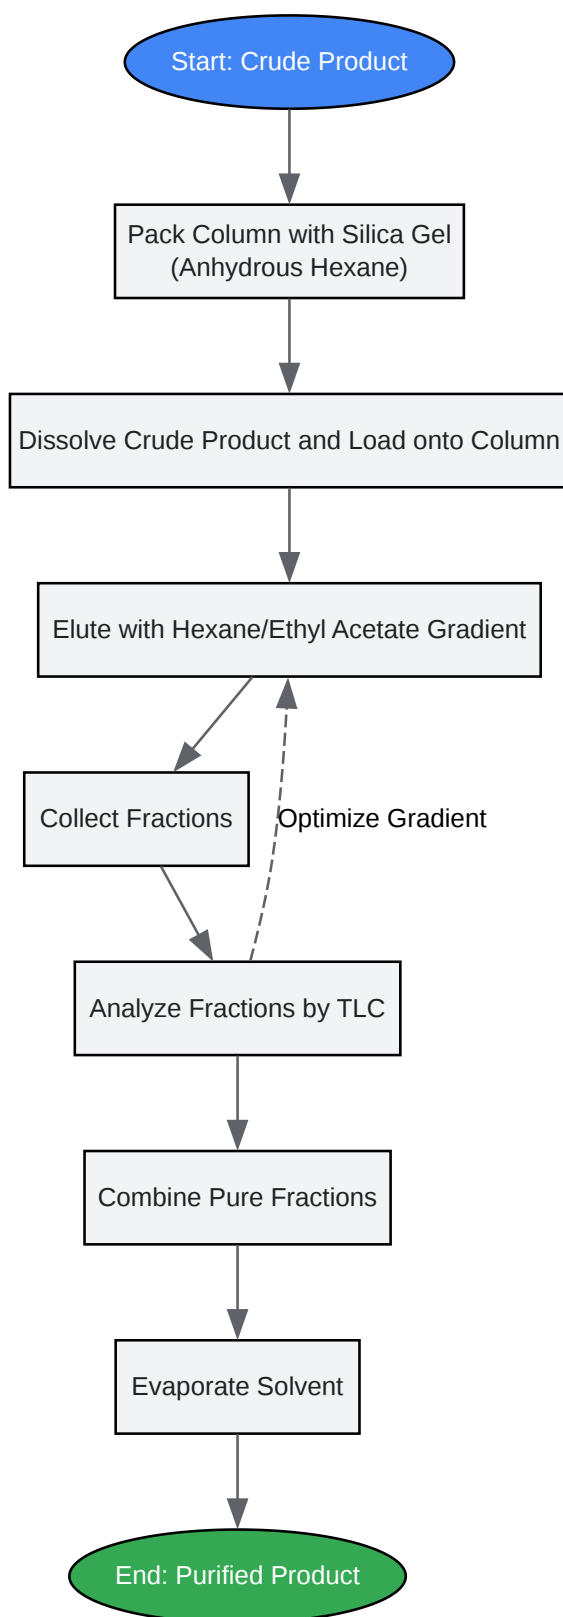 Start: Crude Product
Pack Column with Silica Gel
(Anhydrous Hexane)
Dissolve Crude Product and Load onto Column
Elute with Hexane/Ethyl Acetate Gradient
Collect Fractions
Optimize Gradient
Analyze Fractions by TLC
Combine Pure Fractions
Evaporate Solvent
End: Purified Product